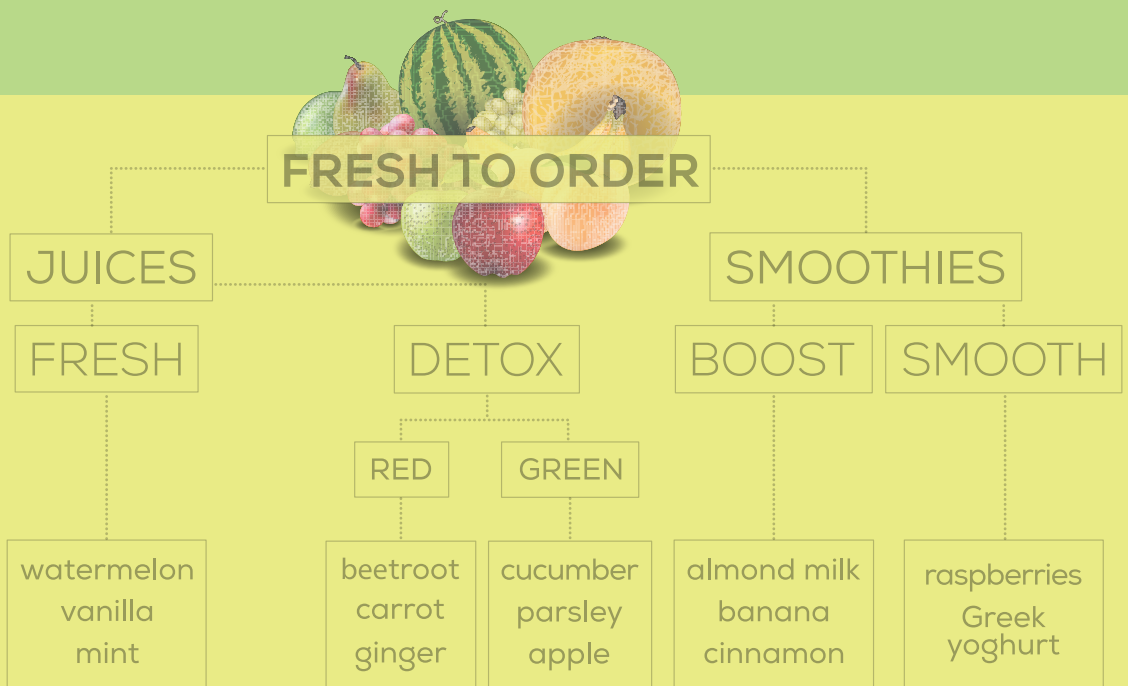 FRESH TO ORDER
JUICES
SMOOTHIES
FRESH
DETOX
BOOST
SMOOTH
RED
GREEN
watermelon
vanilla
mint
beetroot
carrot
ginger
cucumber
parsley
apple
almond milk
banana
cinnamon
raspberries
Greek
yoghurt